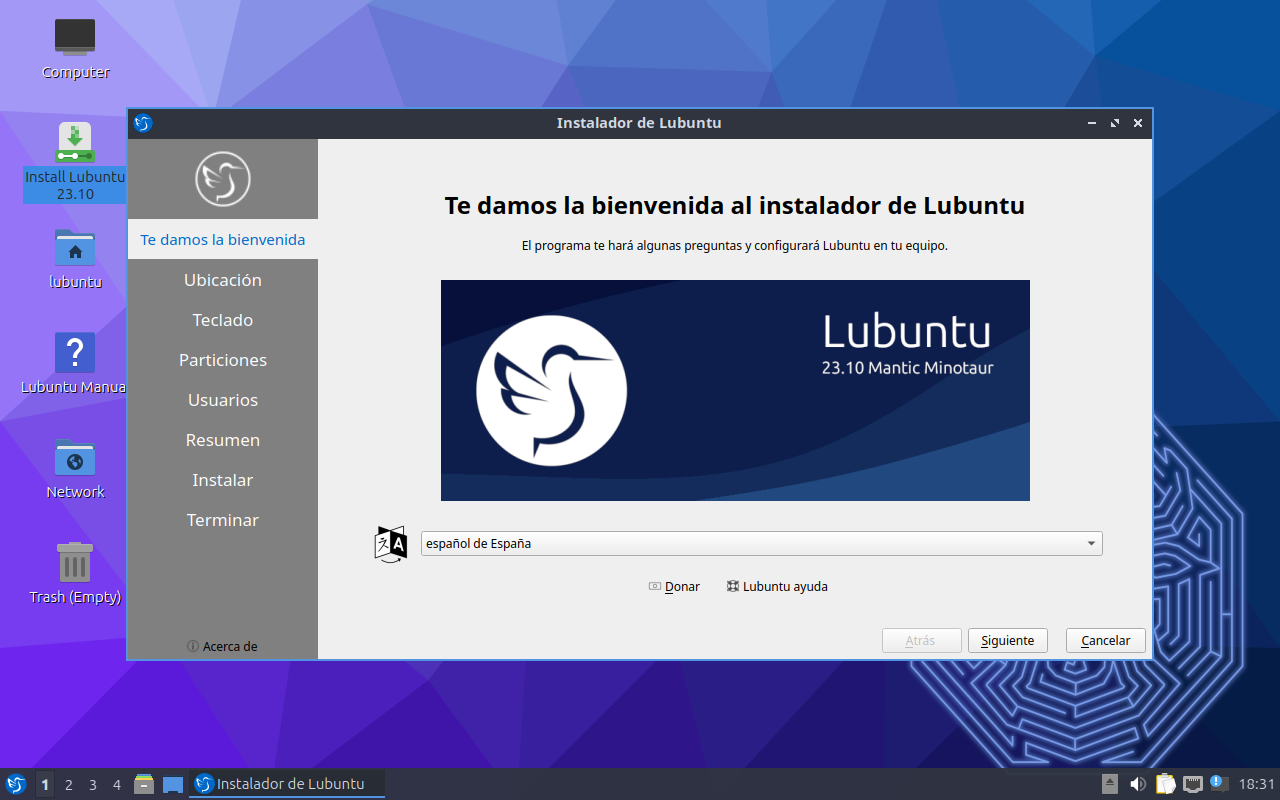 Computer
Install Lubuntu
23.10
lubuntu
Lubuntu Manua
Network
Trash (Empty)
Instalador de Lubuntu
Te damos la bienvenida
Ubicación
Teclado
Particiones
Usuarios
Resumen
Instalar
Terminar
Acerca de
Te damos la bienvenida al instalador de Lubuntu
El programa te hará algunas preguntas y configurará Lubuntu en tu equipo.
Lubuntu
23.10 Mantic Minotaur
español de España
Donar Lubuntu ayuda
Atrás Siguiente Cancelar
1 2 3 4 Instalador de Lubuntu 18:31